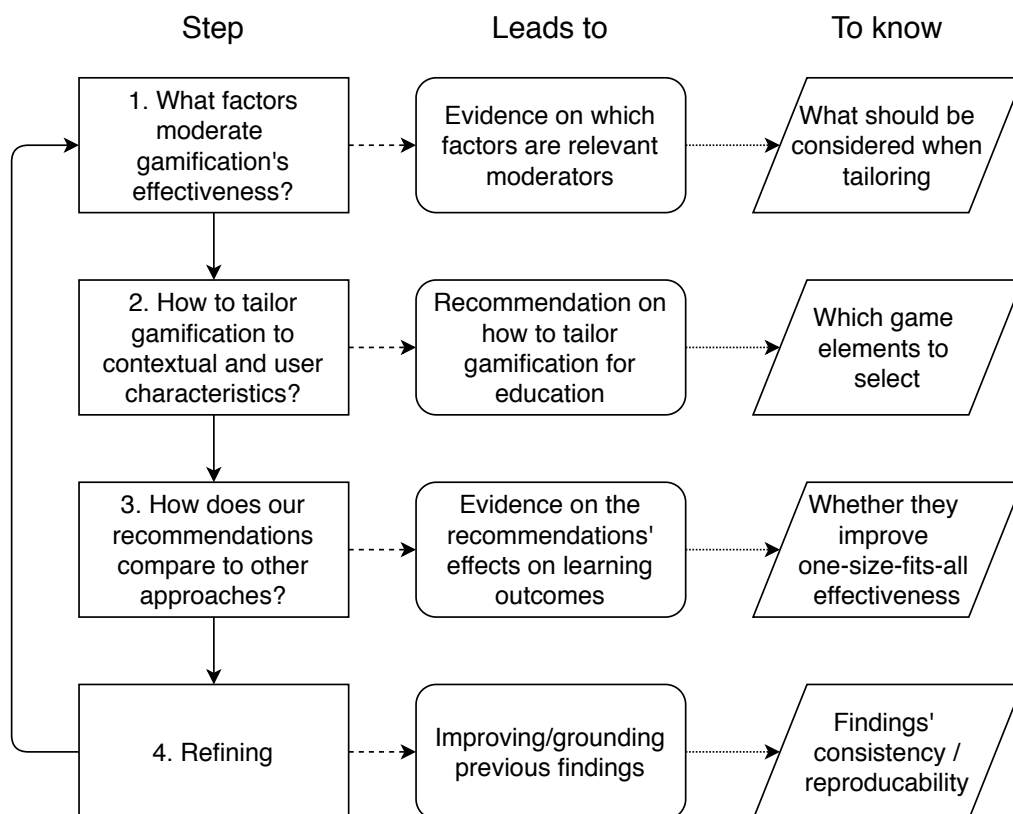 Step
Leads to
To know
1. What factors
moderate
gamification's
effectiveness?
Evidence on which
factors are relevant
moderators
What should be
considered when
tailoring
2. How to tailor
gamification to
contextual and user
characteristics?
Recommendation on
how to tailor
gamification for
education
Which game
elements to
select
3. How does our
recommendations
compare to other
approaches?
Evidence on the
recommendations'
effects on learning
outcomes
Whether they
improve
one-size-fits-all
effectiveness
4. Refining
Improving/grounding
previous findings
Findings'
consistency /
reproducability